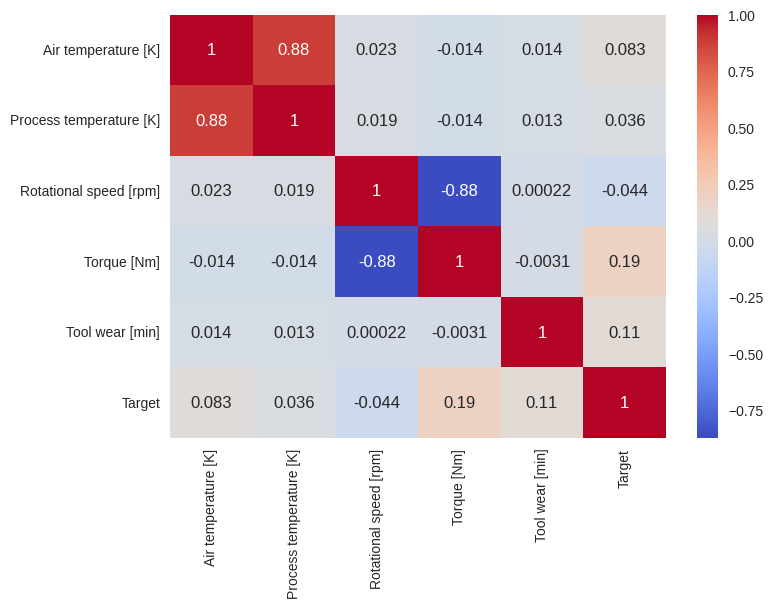 Air temperature [K] 1 0.88 0.023 -0.014 0.014 0.083
Process temperature [K] 0.88 1 0.019 -0.014 0.013 0.036
Rotational speed [rpm] 0.023 0.019 1 -0.88 0.00022 -0.044
Torque [Nm] -0.014 -0.014 -0.88 1 -0.0031 0.19
Tool wear [min] 0.014 0.013 0.00022 -0.0031 1 0.11
Target 0.083 0.036 -0.044 0.19 0.11 1
Air temperature [K]
Process temperature [K]
Rotational speed [rpm]
Torque [Nm]
Tool wear [min]
Target
1.00
0.75
0.50
0.25
0.00
−0.25
−0.50
−0.75